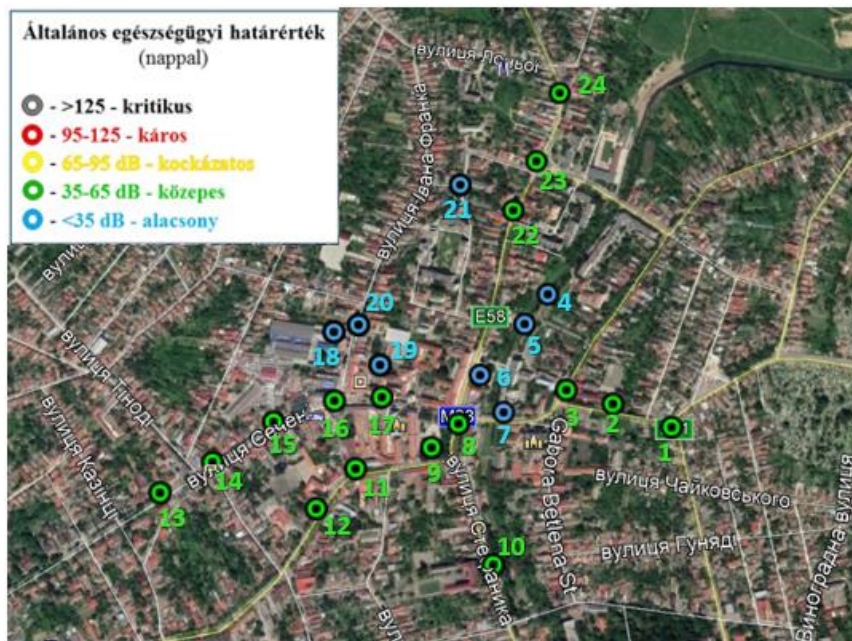 Általános egészségügyi határérték
(nappal)
- >125 - kritikus
- 95-125 - káros
- 65-95 dB - kockázatos
- 35-65 dB - közepes
- <35 dB - alacsony
24
23
вулиця Івана Франка
21
22
4
20
E58
5
18
19
6
вулиця Тіноді
3
2
16
17
7
1
15
8
вулиця Казінці
9
вулиця
14
11
Gabora Betlena St
вулиця Чайковського
13
12
вулиця Гуняді
10
Виноградна вулиця